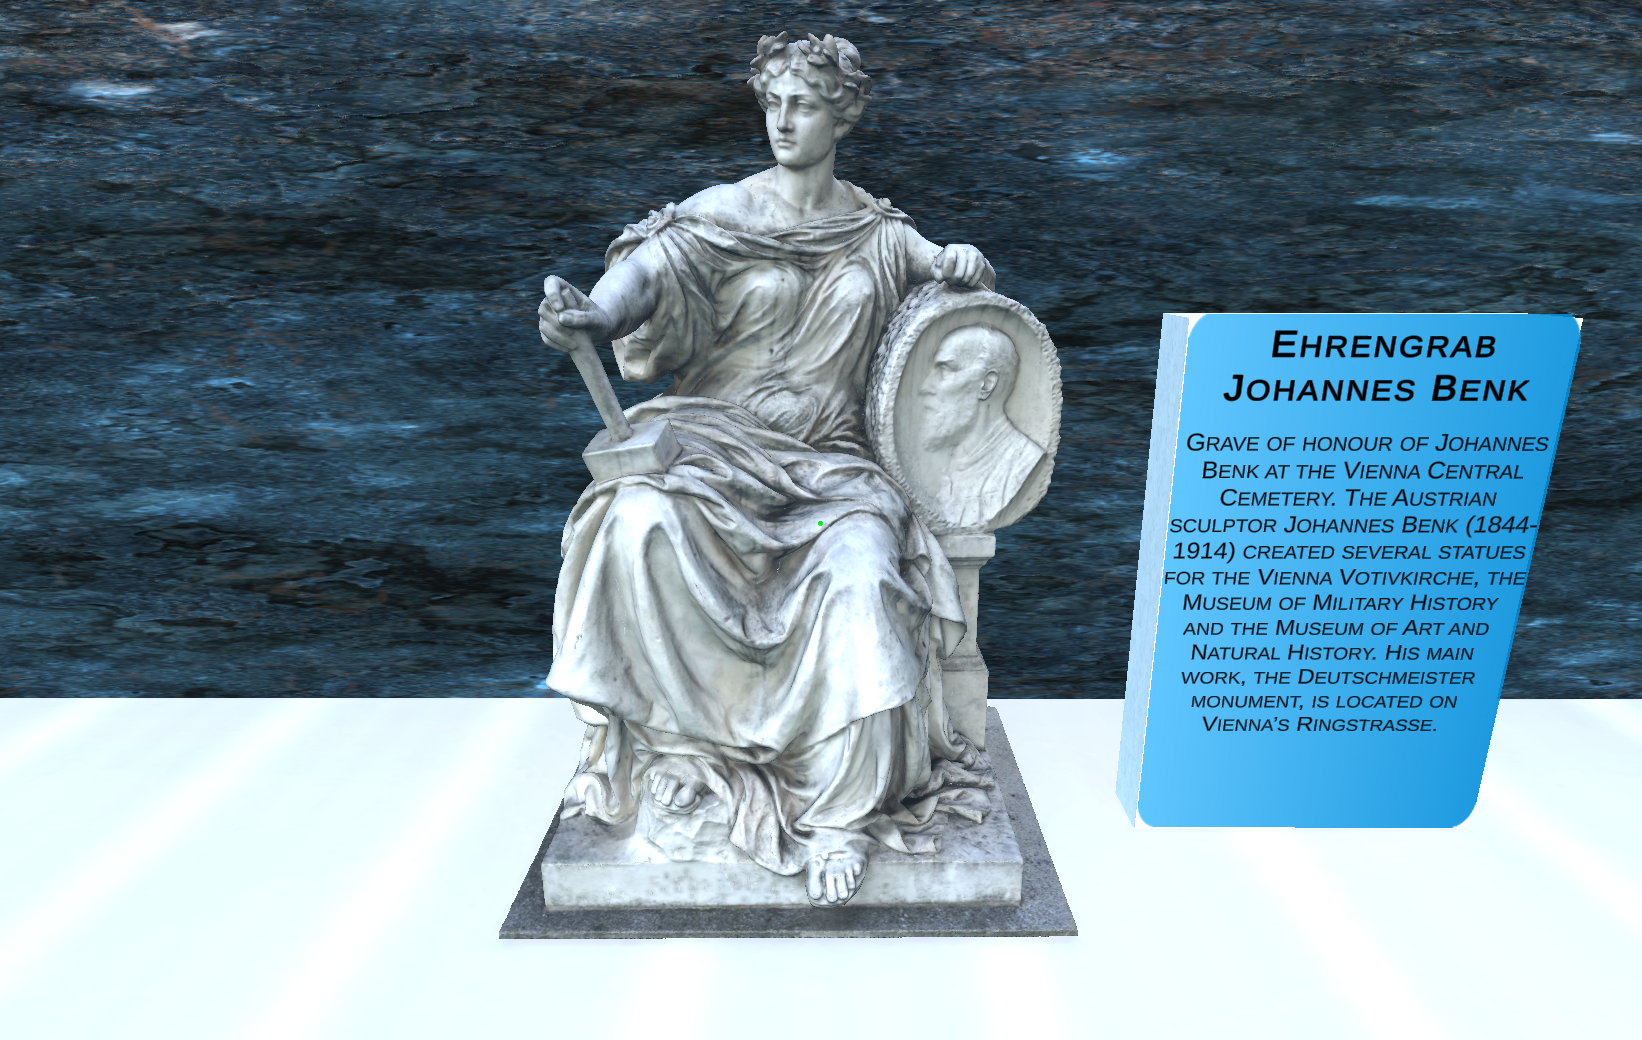 EHRENGRAB
JOHANNES BENK
GRAVE OF HONOUR OF JOHANNES
BENK AT THE VIENNA CENTRAL
CEMETERY. THE AUSTRIAN
SCULPTOR JOHANNES BENK (1844-
1914) CREATED SEVERAL STATUES
FOR THE VIENNA VOTIVKIRCHE, THE
MUSEUM OF MILITARY HISTORY
AND THE MUSEUM OF ART AND
NATURAL HISTORY. HIS MAIN
WORK, THE DEUTSCHMEISTER
MONUMENT, IS LOCATED ON
VIENNA'S RINGSTRASSE.